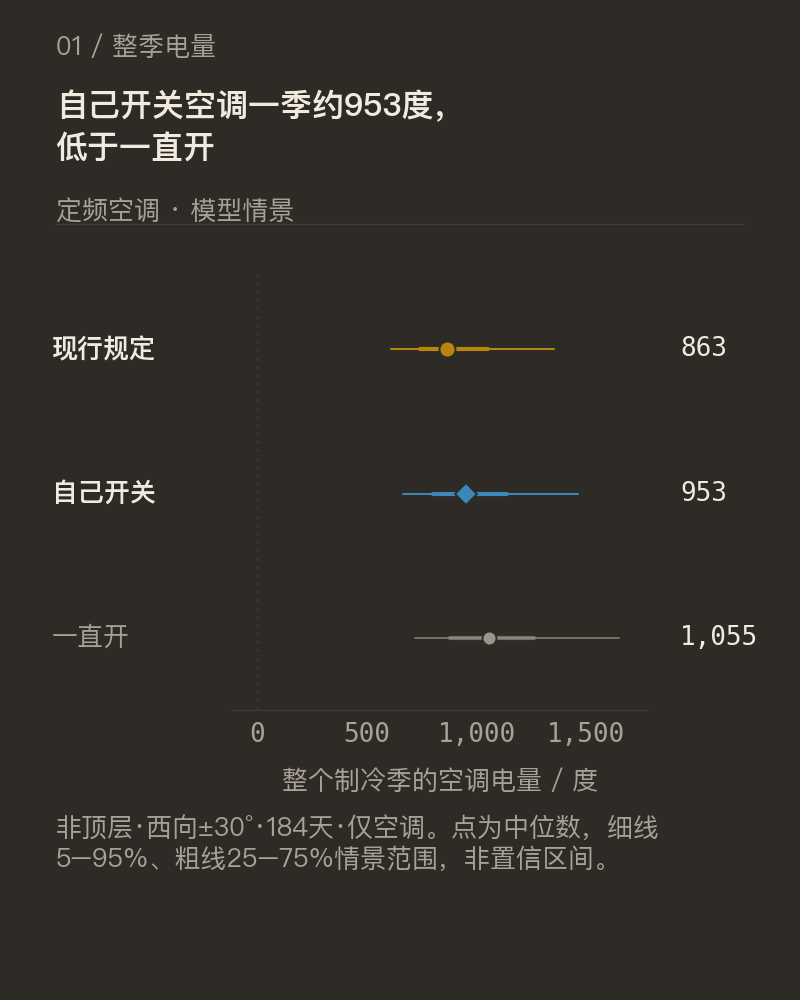 01 / 整季电量
自己开关空调一季约953度，
低于一直开
定频空调 · 模型情景
现行规定 863
自己开关 953
一直开 1,055
0 500 1,000 1,500
整个制冷季的空调电量 / 度
非顶层·西向±30°·184天·仅空调。点为中位数，细线
5—95%、粗线25—75%情景范围，非置信区间。